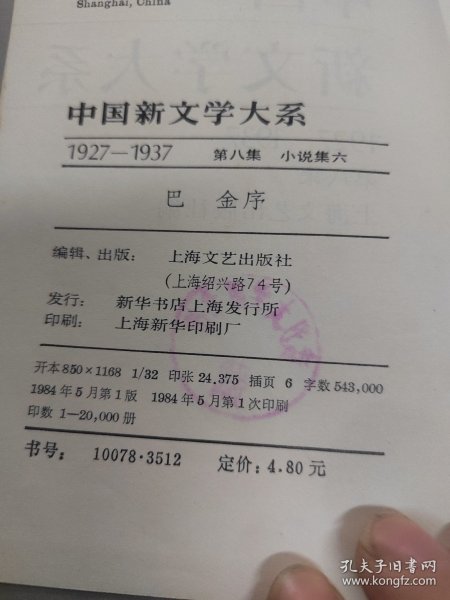 Shanghai, China
中国新文学大系
1927—1937 第八集 小说集六
巴 金序
编辑、出版: 上海文艺出版社
(上海绍兴路74号)
发行: 新华书店上海发行所
印刷: 上海新华印刷厂
开本850×1168 1/32 印张 24.375 插页 6 字数 543,000
1984年5月第1版 1984年5月第1次印刷
印数 1—20,000 册
书号: 10078·3512 定价: 4.80 元
孔夫子旧书网
www.kongfz.com